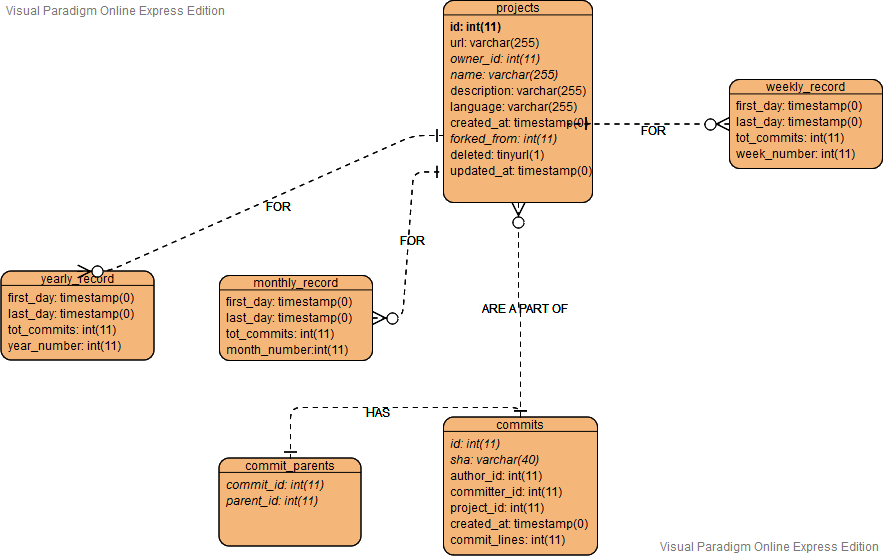 Visual Paradigm Online Express Edition
projects
id: int(11)
url: varchar(255)
owner_id: int(11)
name: varchar(255)
description: varchar(255)
language: varchar(255)
created_at: timestamp(0)
forked_from: int(11)
deleted: tinyurl(1)
updated_at: timestamp(0)
weekly_record
first_day: timestamp(0)
last_day: timestamp(0)
tot_commits: int(11)
week_number: int(11)
FOR
FOR
FOR
yearly_record
first_day: timestamp(0)
last_day: timestamp(0)
tot_commits: int(11)
year_number: int(11)
monthly_record
first_day: timestamp(0)
last_day: timestamp(0)
tot_commits: int(11)
month_number:int(11)
ARE A PART OF
HAS
commit_parents
commit_id: int(11)
parent_id: int(11)
commits
id: int(11)
sha: varchar(40)
author_id: int(11)
committer_id: int(11)
project_id: int(11)
created_at: timestamp(0)
commit_lines: int(11)
Visual Paradigm Online Express Edition